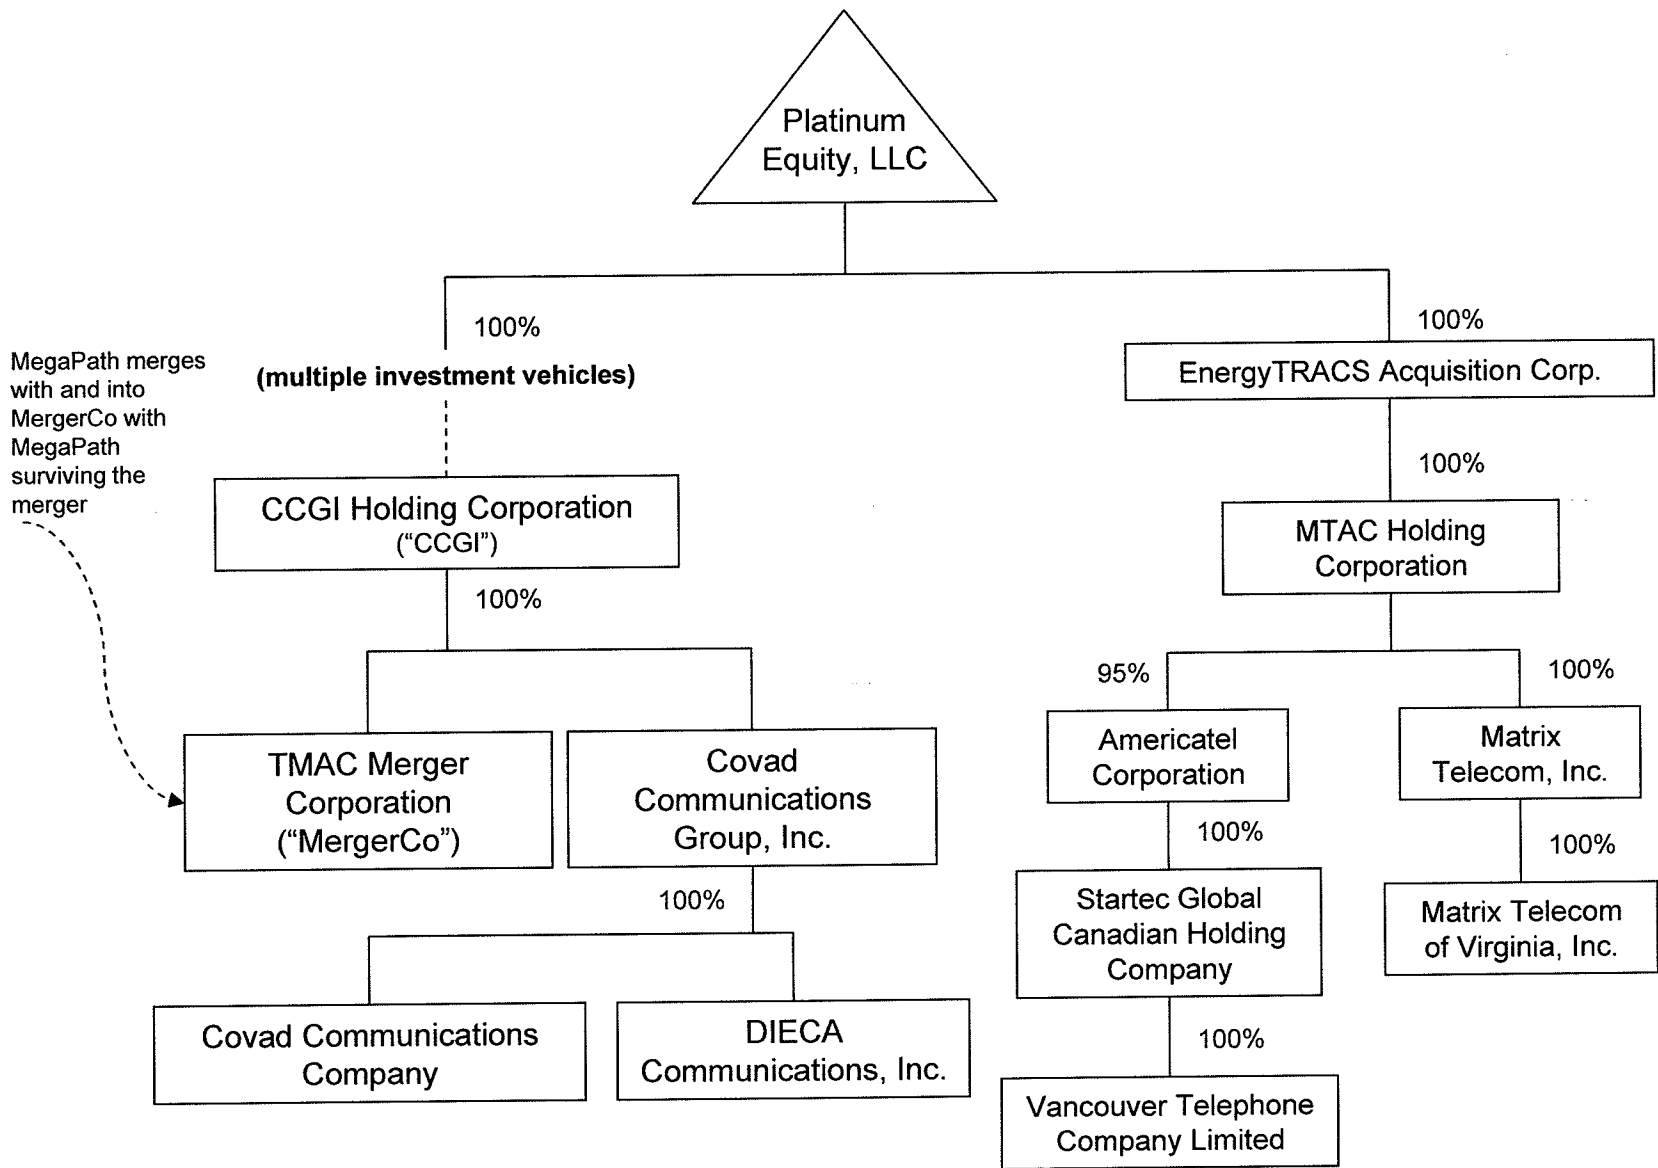 Platinum
Equity, LLC
100%
100%
MegaPath merges
with and into
MergerCo with
MegaPath
surviving the
merger
(multiple investment vehicles)
EnergyTRACS Acquisition Corp.
100%
CCGI Holding Corporation
(“CCGI”)
MTAC Holding
Corporation
100%
95%
100%
TMAC Merger
Corporation
(“MergerCo”)
Covad
Communications
Group, Inc.
Americatel
Corporation
Matrix
Telecom, Inc.
100%
100%
100%
Startec Global
Canadian Holding
Company
Matrix Telecom
of Virginia, Inc.
Covad Communications
Company
DIECA
Communications, Inc.
100%
Vancouver Telephone
Company Limited